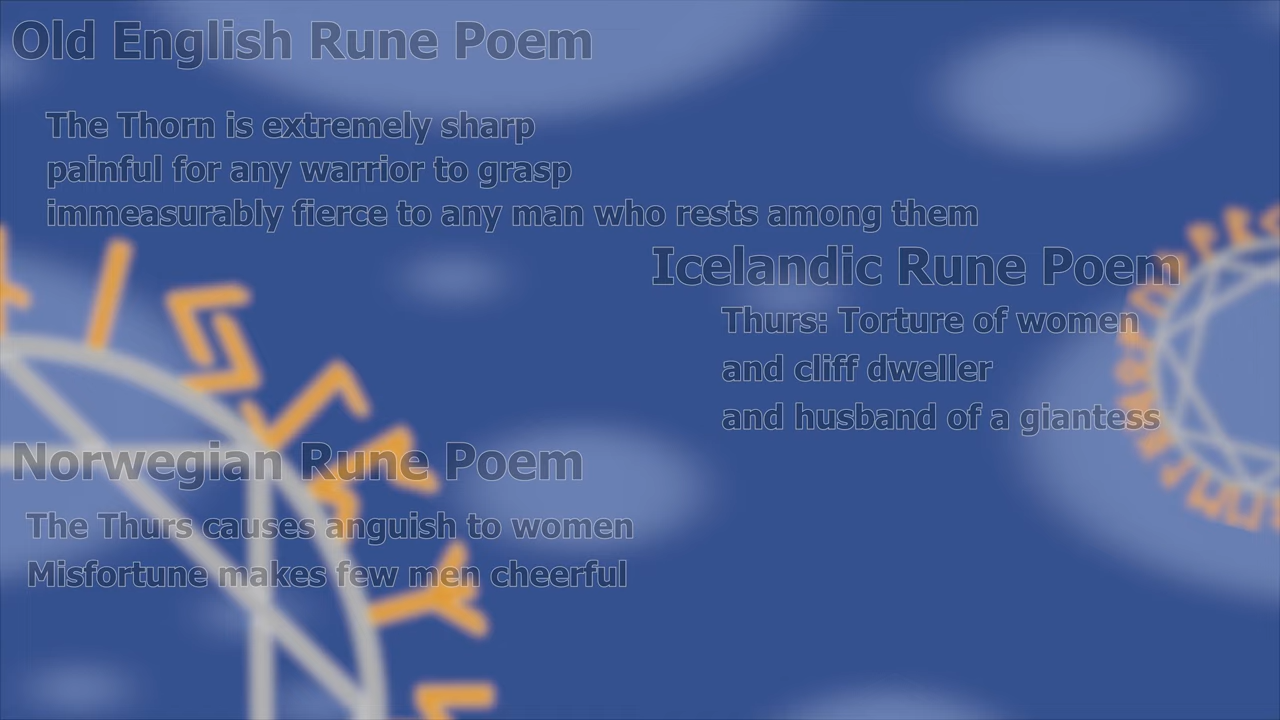 Old English Rune Poem
The Thorn is extremely sharp
painful for any warrior to grasp
immeasurably fierce to any man who rests among them
Icelandic Rune Poem
Thurs: Torture of women
and cliff dweller
and husband of a giantess
Norwegian Rune Poem
The Thurs causes anguish to women
Misfortune makes few men cheerful